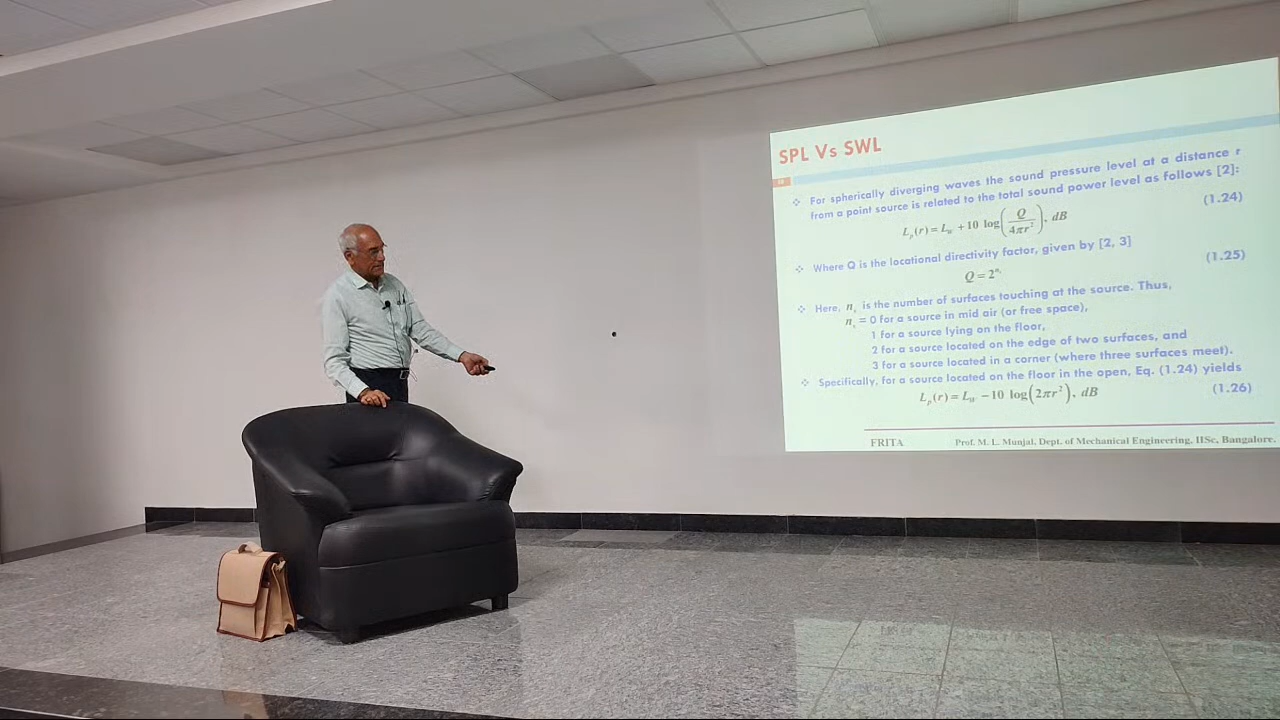 SPL Vs SWL
❖ For spherically diverging waves the sound pressure level at a distance r
from a point source is related to the total sound power level as follows [2]:
L_p(r) = L_W + 10 log(Q/4πr²), dB (1.24)
❖ Where Q is the locational directivity factor, given by [2, 3]
Q = 2^{n_s} (1.25)
❖ Here, n_s is the number of surfaces touching at the source. Thus,
n_s = 0 for a source in mid air (or free space),
1 for a source lying on the floor,
2 for a source located on the edge of two surfaces, and
3 for a source located in a corner (where three surfaces meet).
❖ Specifically, for a source located on the floor in the open, Eq. (1.24) yields
L_p(r) = L_W − 10 log(2πr²), dB (1.26)
FRITA Prof. M. L. Munjal, Dept. of Mechanical Engineering, IISc, Bangalore.